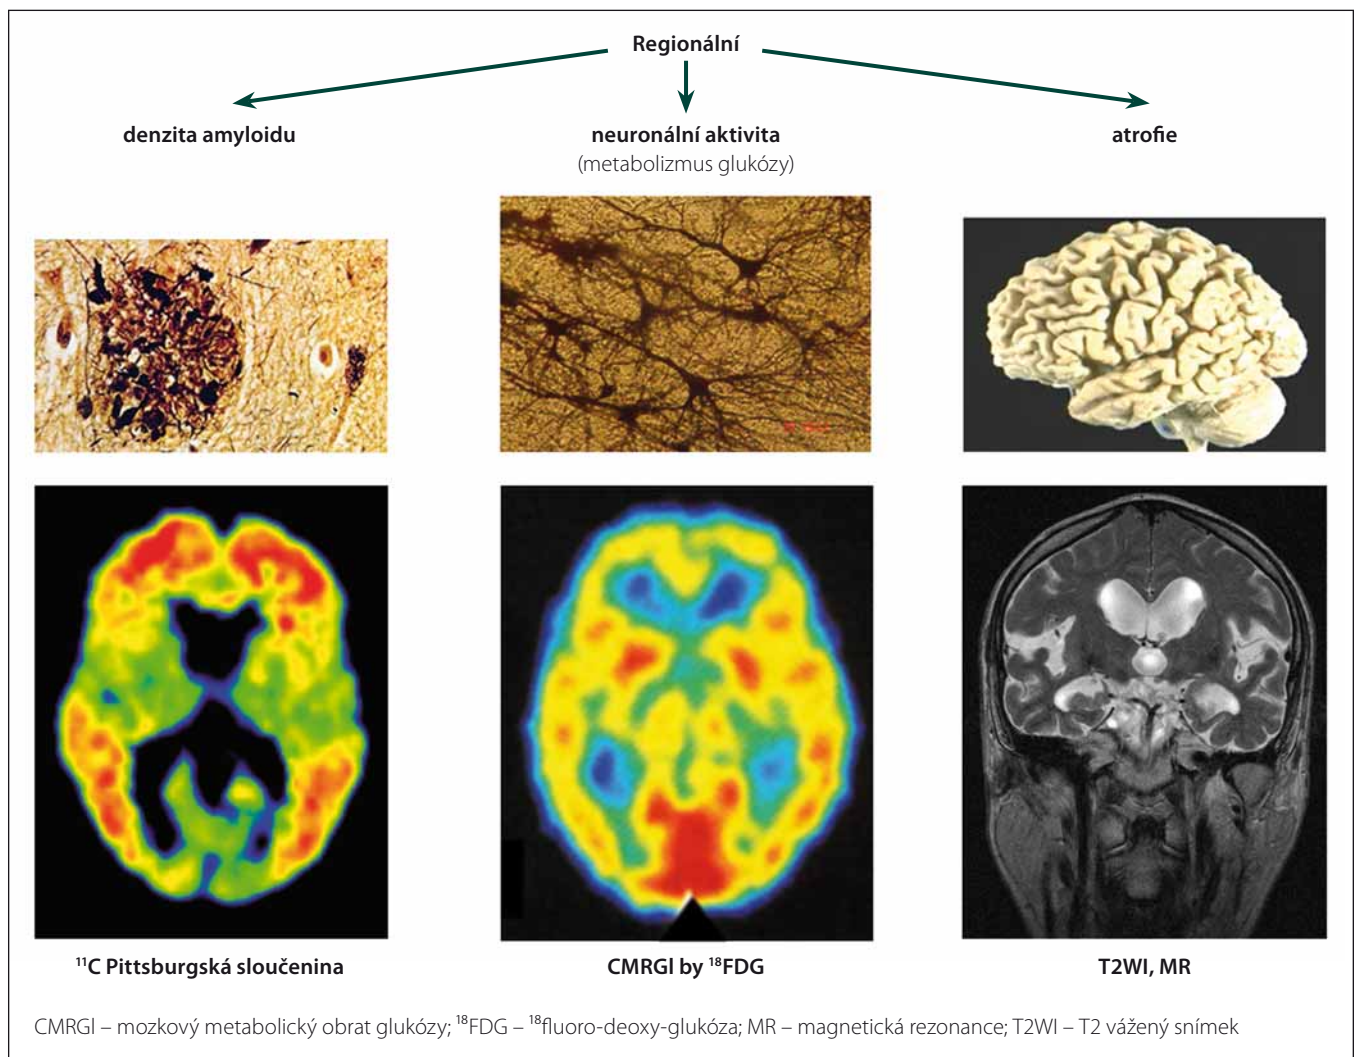 Regionální
denzita amyloidu
neuronální aktivita
(metabolizmus glukózy)
atrofie
¹¹C Pittsburgská sloučenina
CMRGl by ¹⁸FDG
T2WI, MR
CMRGl – mozkový metabolický obrat glukózy; ¹⁸FDG – ¹⁸fluoro-deoxy-glukóza; MR – magnetická rezonance; T2WI – T2 vážený snímek